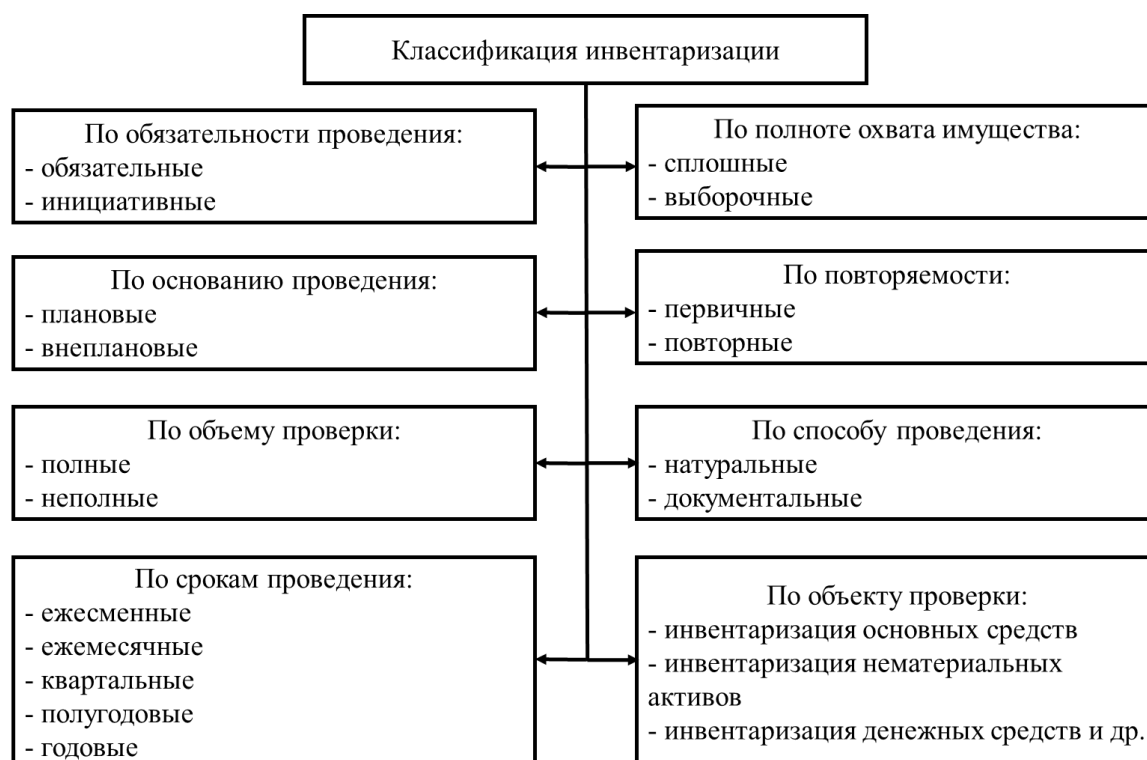 Классификация инвентаризации
По обязательности проведения:
- обязательные
- инициативные
По полноте охвата имущества:
- сплошные
- выборочные
По основанию проведения:
- плановые
- внеплановые
По повторяемости:
- первичные
- повторные
По объему проверки:
- полные
- неполные
По способу проведения:
- натуральные
- документальные
По срокам проведения:
- ежесменные
- ежемесячные
- квартальные
- полугодовые
- годовые
По объекту проверки:
- инвентаризация основных средств
- инвентаризация нематериальных
активов
- инвентаризация денежных средств и др.